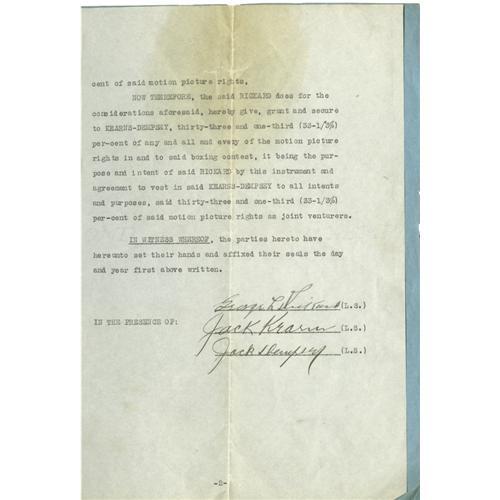 cent of said motion picture rights.
NOW THEREFORE, the said RICKARD does for the
considerations aforesaid, hereby give, grant and secure
to KEARNS-DEMPSEY, thirty-three and one-third (33-1/3%)
per-cent of any and all and every of the motion picture
rights in and to said boxing contest, it being the pur-
pose and intent of said RICKARD by this instrument and
agreement to vest in said KEARNS-DEMPSEY to all intents
and purposes, said thirty-three and one-third (33-1/3%)
per-cent of said motion picture rights as joint venturers.
IN WITNESS WHEREOF, the parties hereto have
hereunto set their hands and affixed their seals the day
and year first above written.
George L Rickard (L.S.)
IN THE PRESENCE OF: Jack Kearns (L.S.)
Jack Dempsey (L.S.)
-2-